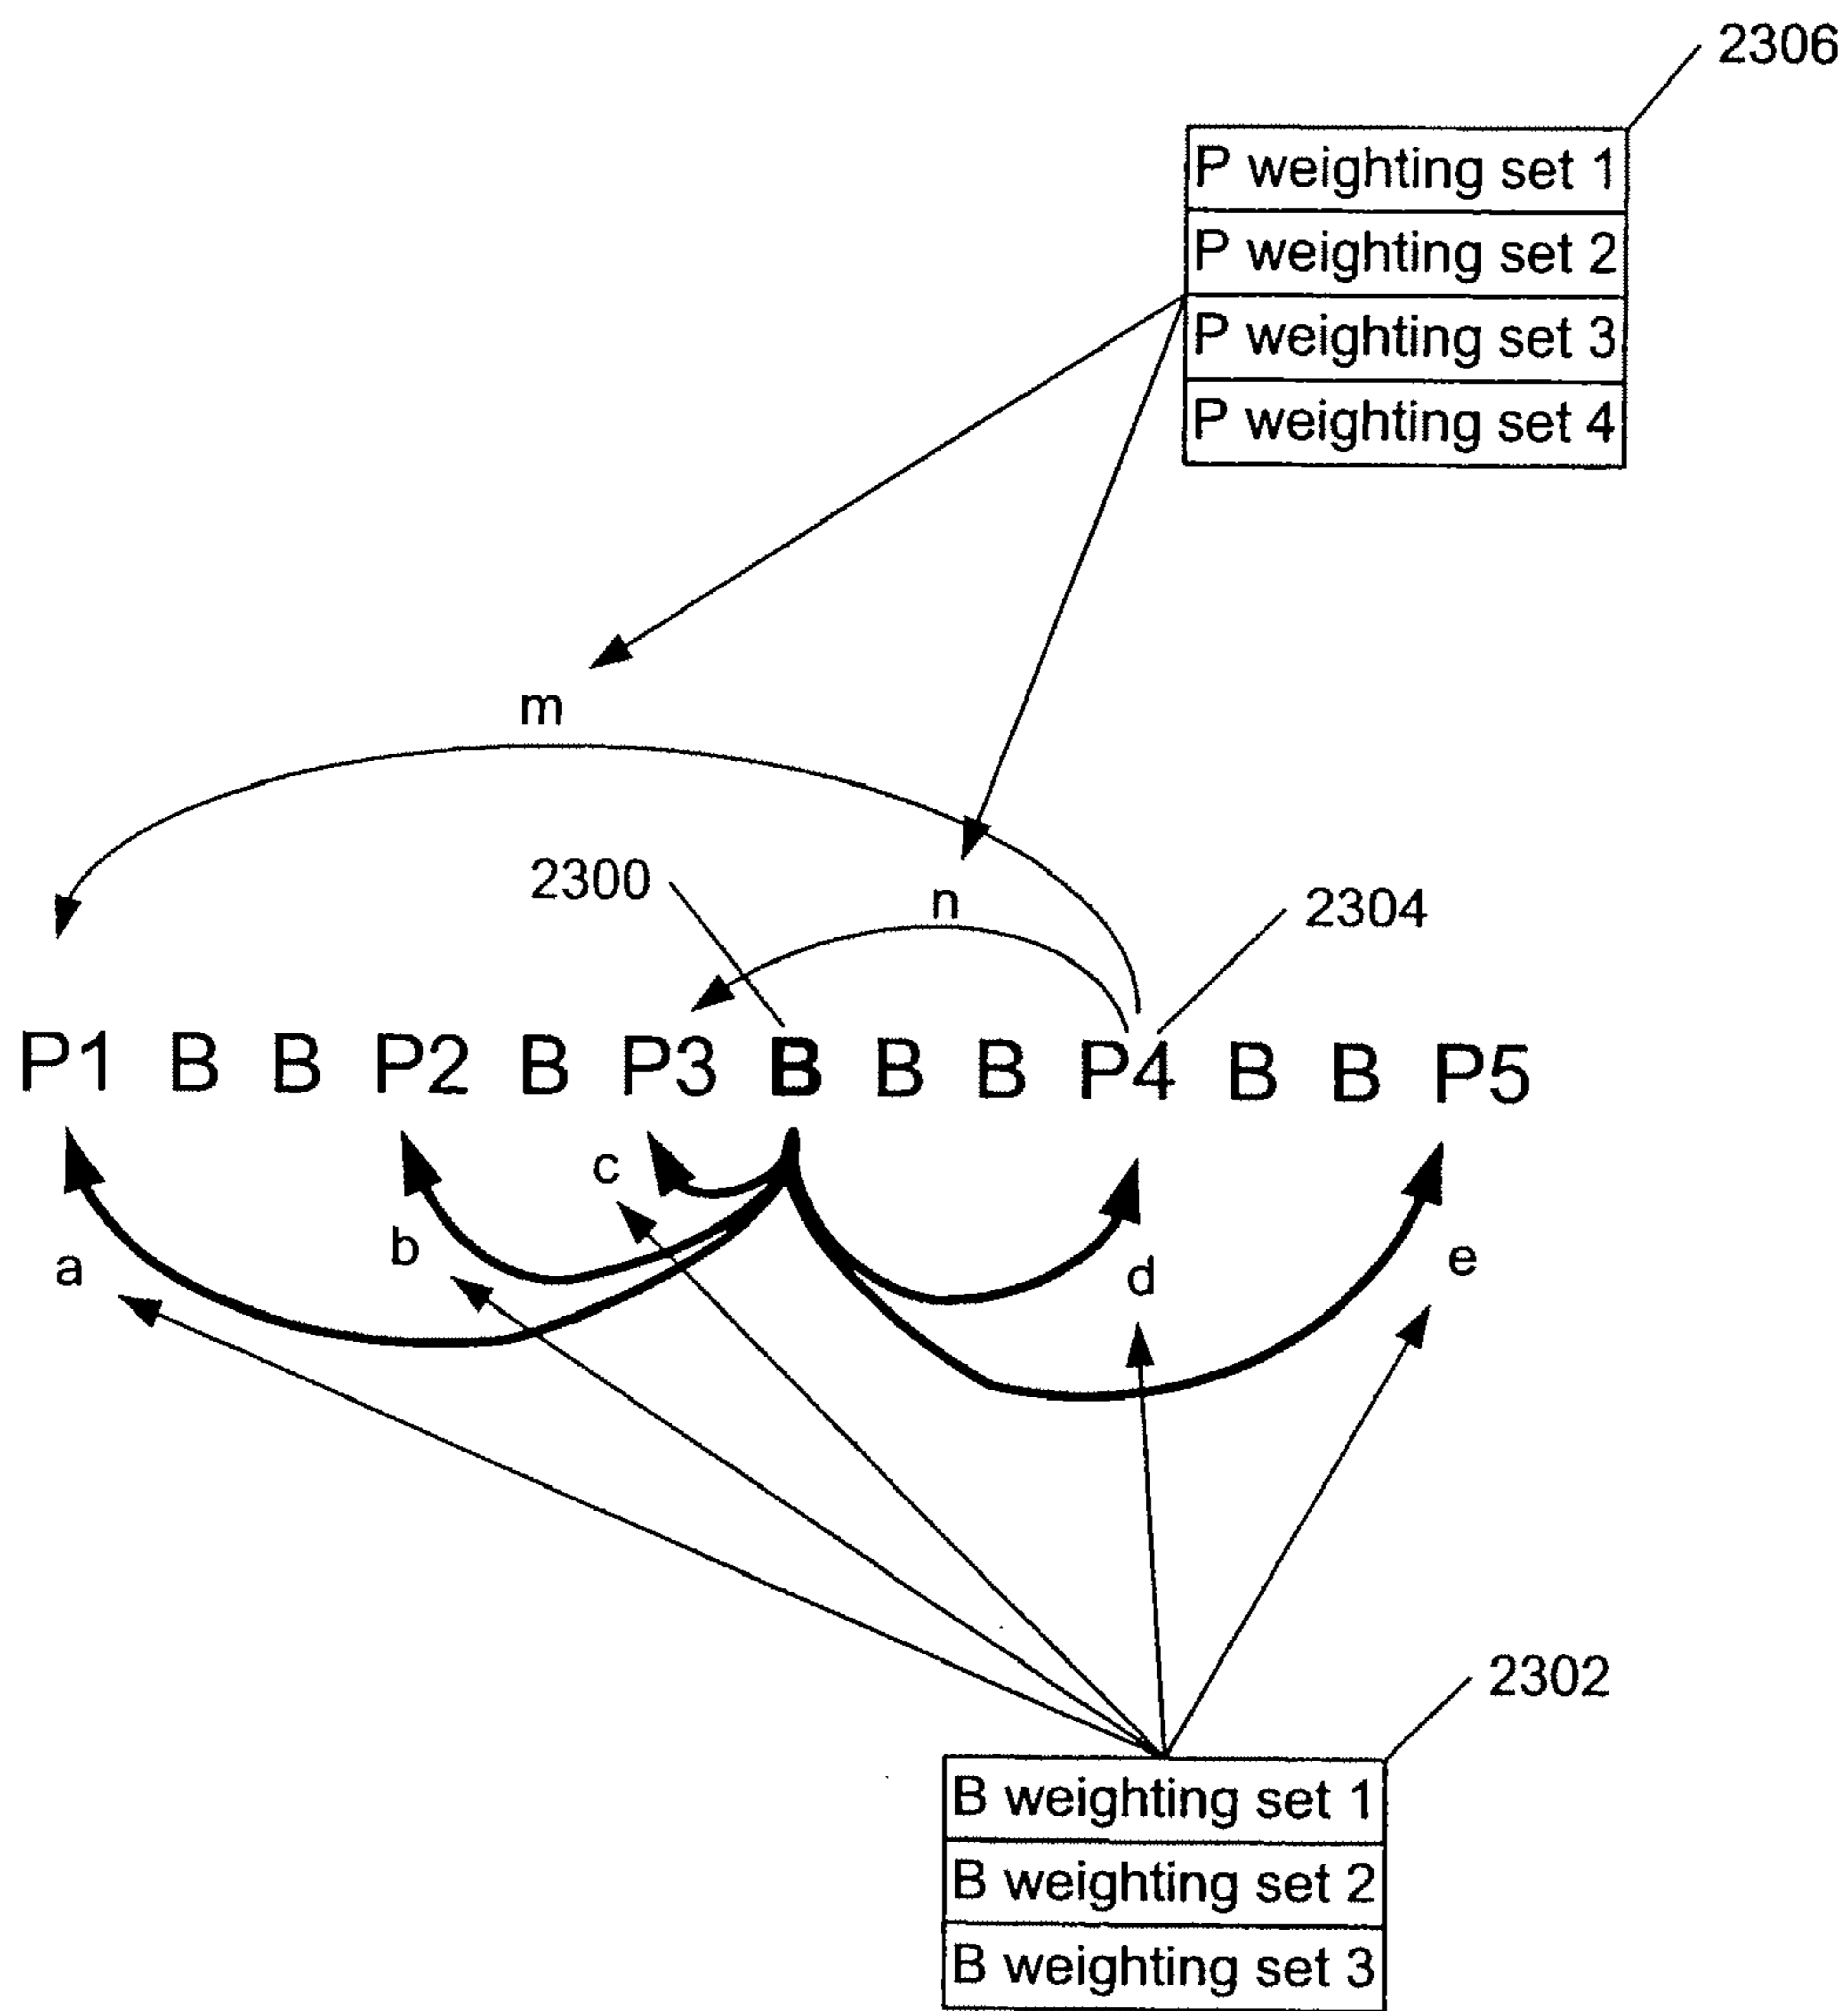 2306
P weighting set 1
P weighting set 2
P weighting set 3
P weighting set 4
m
2300
n
2304
P1 B B P2 B P3 B B B P4 B B P5
c
b
a
d
e
2302
B weighting set 1
B weighting set 2
B weighting set 3